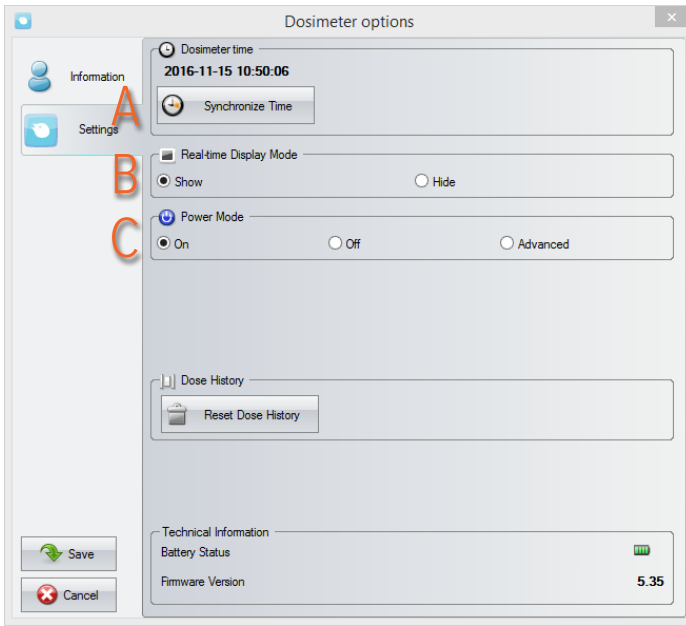 Dosimeter options
Information
Settings
A
Dosimeter time
2016-11-15 10:50:06
Synchronize Time
B
Real-time Display Mode
Show Hide
C
Power Mode
On Off Advanced
Dose History
Reset Dose History
Technical Information
Battery Status
Firmware Version 5.35
Save
Cancel